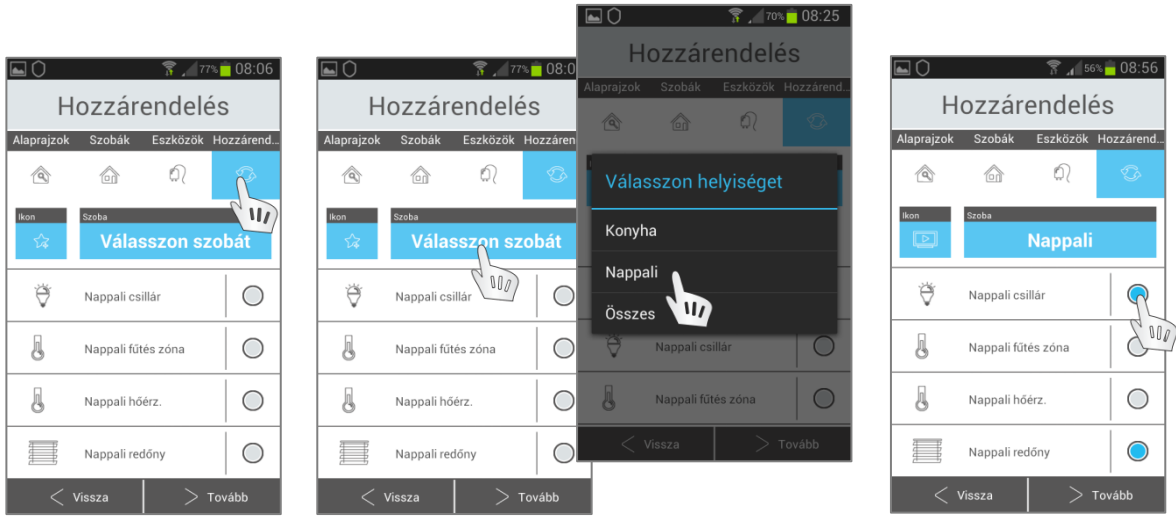 77% 08:06
Hozzárendelés
Alaprajzok Szobák Eszközök Hozzárend...
Ikon Szoba
Válasszon szobát
Nappali csillár
Nappali fűtés zóna
Nappali hőérz.
Nappali redőny
Vissza Tovább
77% 08:0
Hozzárendelés
Alaprajzok Szobák Eszközök Hozzáren
Ikon Szoba
Válasszon szobát
Nappali csillár
Nappali fűtés zóna
Nappali hőérz.
Nappali redőny
Vissza Tovább
70% 08:25
Hozzárendelés
Alaprajzok Szobák Eszközök Hozzárend...
Válasszon helyiséget
Konyha
Nappali
Összes
Nappali csillár
Nappali fűtés zóna
Vissza Tovább
56% 08:56
Hozzárendelés
Alaprajzok Szobák Eszközök Hozzárend...
Ikon Szoba
Nappali
Nappali csillár
Nappali fűtés zóna
Nappali hőérz.
Nappali redőny
Vissza Tovább